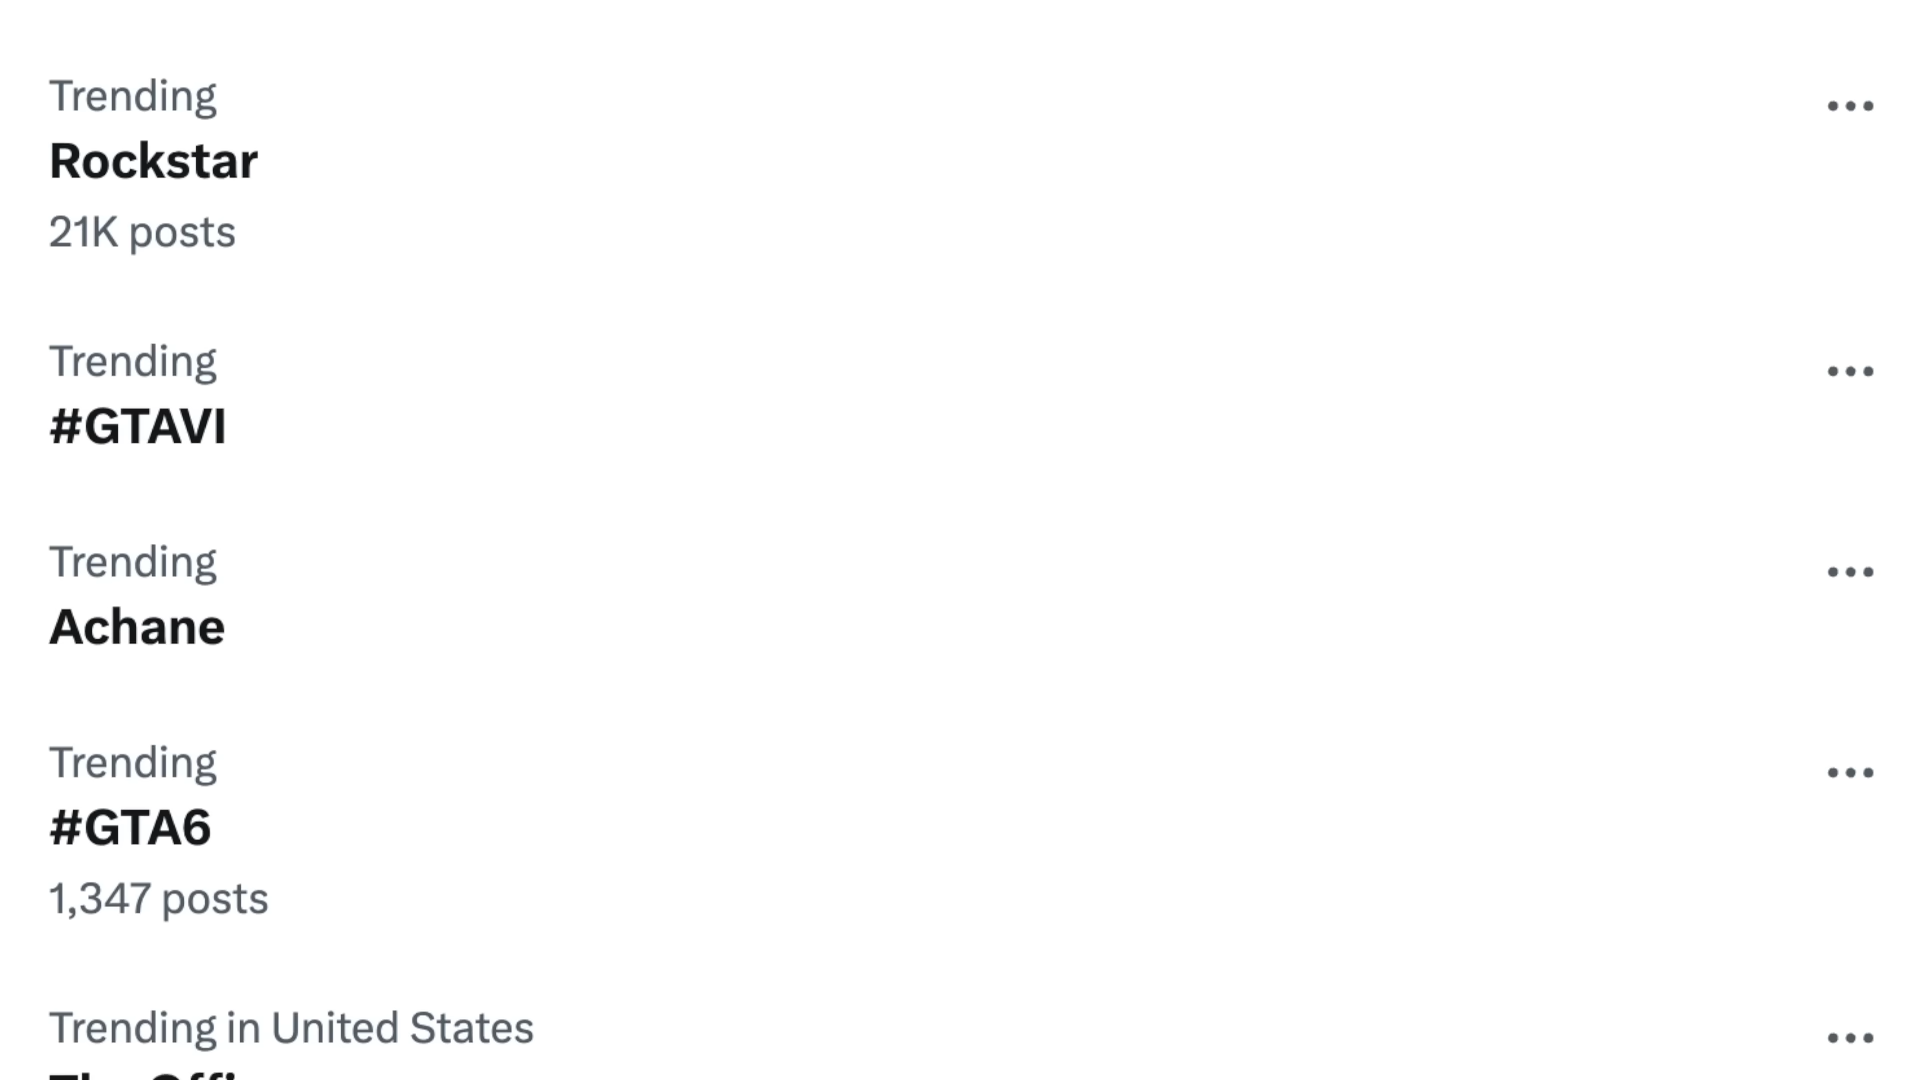 Trending
Rockstar
21K posts
Trending
#GTAVI
Trending
Achane
Trending
#GTA6
1,347 posts
Trending in United States